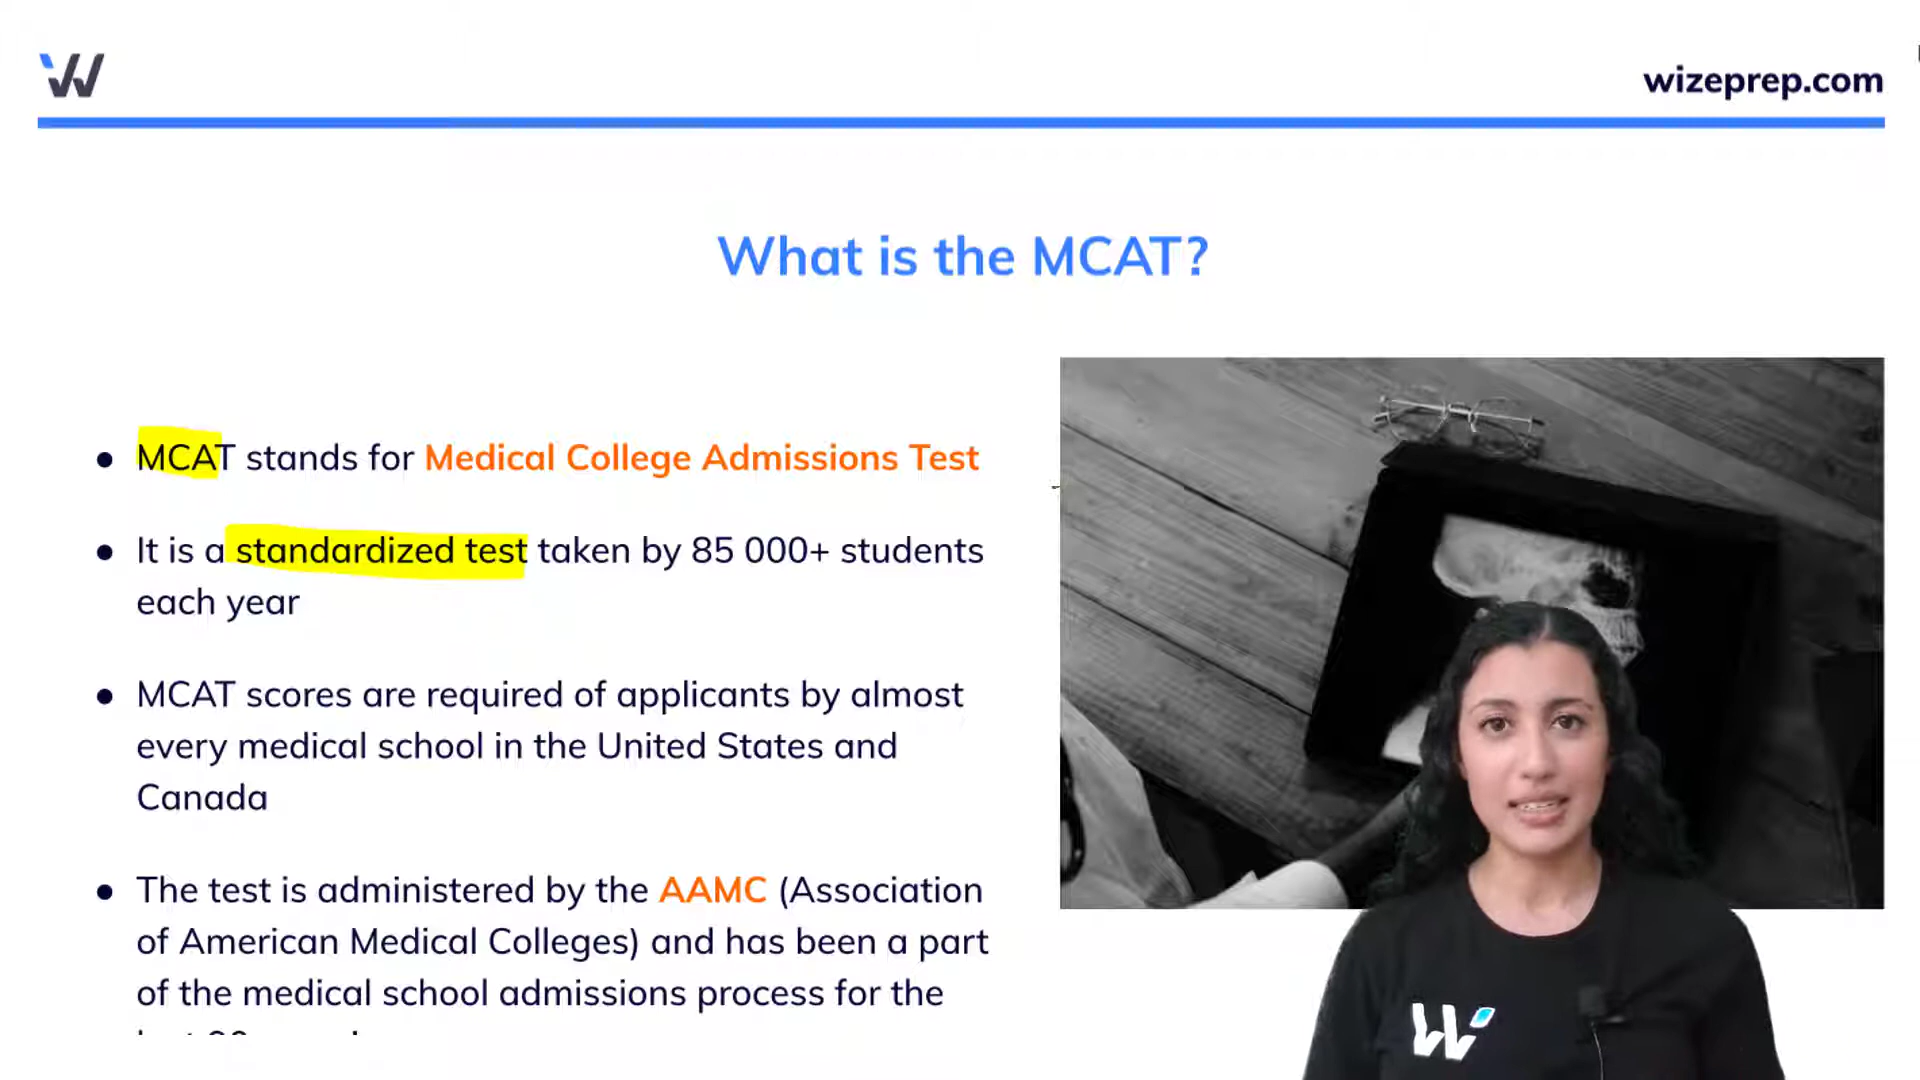 W
wizeprep.com
What is the MCAT?
● MCAT stands for Medical College Admissions Test
● It is a standardized test taken by 85 000+ students
each year
● MCAT scores are required of applicants by almost
every medical school in the United States and
Canada
● The test is administered by the AAMC (Association
of American Medical Colleges) and has been a part
of the medical school admissions process for the
W